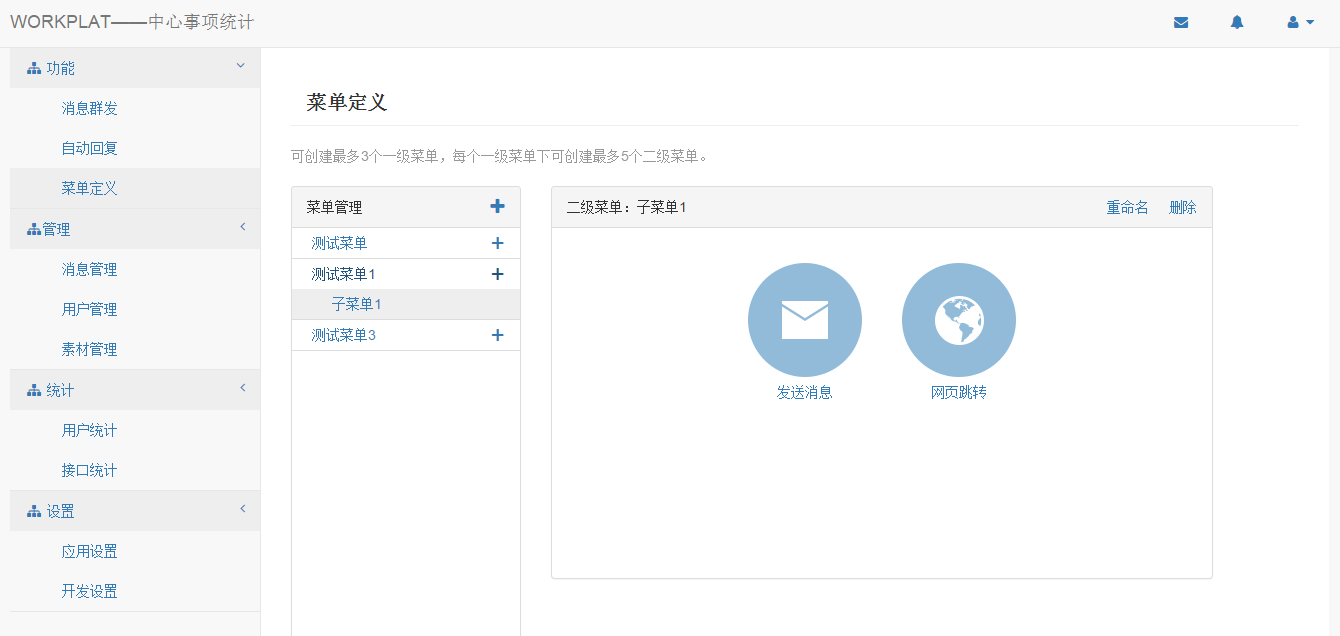 WORKPLAT——中心事项统计
功能
消息群发
自动回复
菜单定义
管理
消息管理
用户管理
素材管理
统计
用户统计
接口统计
设置
应用设置
开发设置
菜单定义
可创建最多3个一级菜单，每个一级菜单下可创建最多5个二级菜单。
菜单管理
测试菜单
测试菜单1
子菜单1
测试菜单3
二级菜单：子菜单1 重命名 删除
发送消息 网页跳转